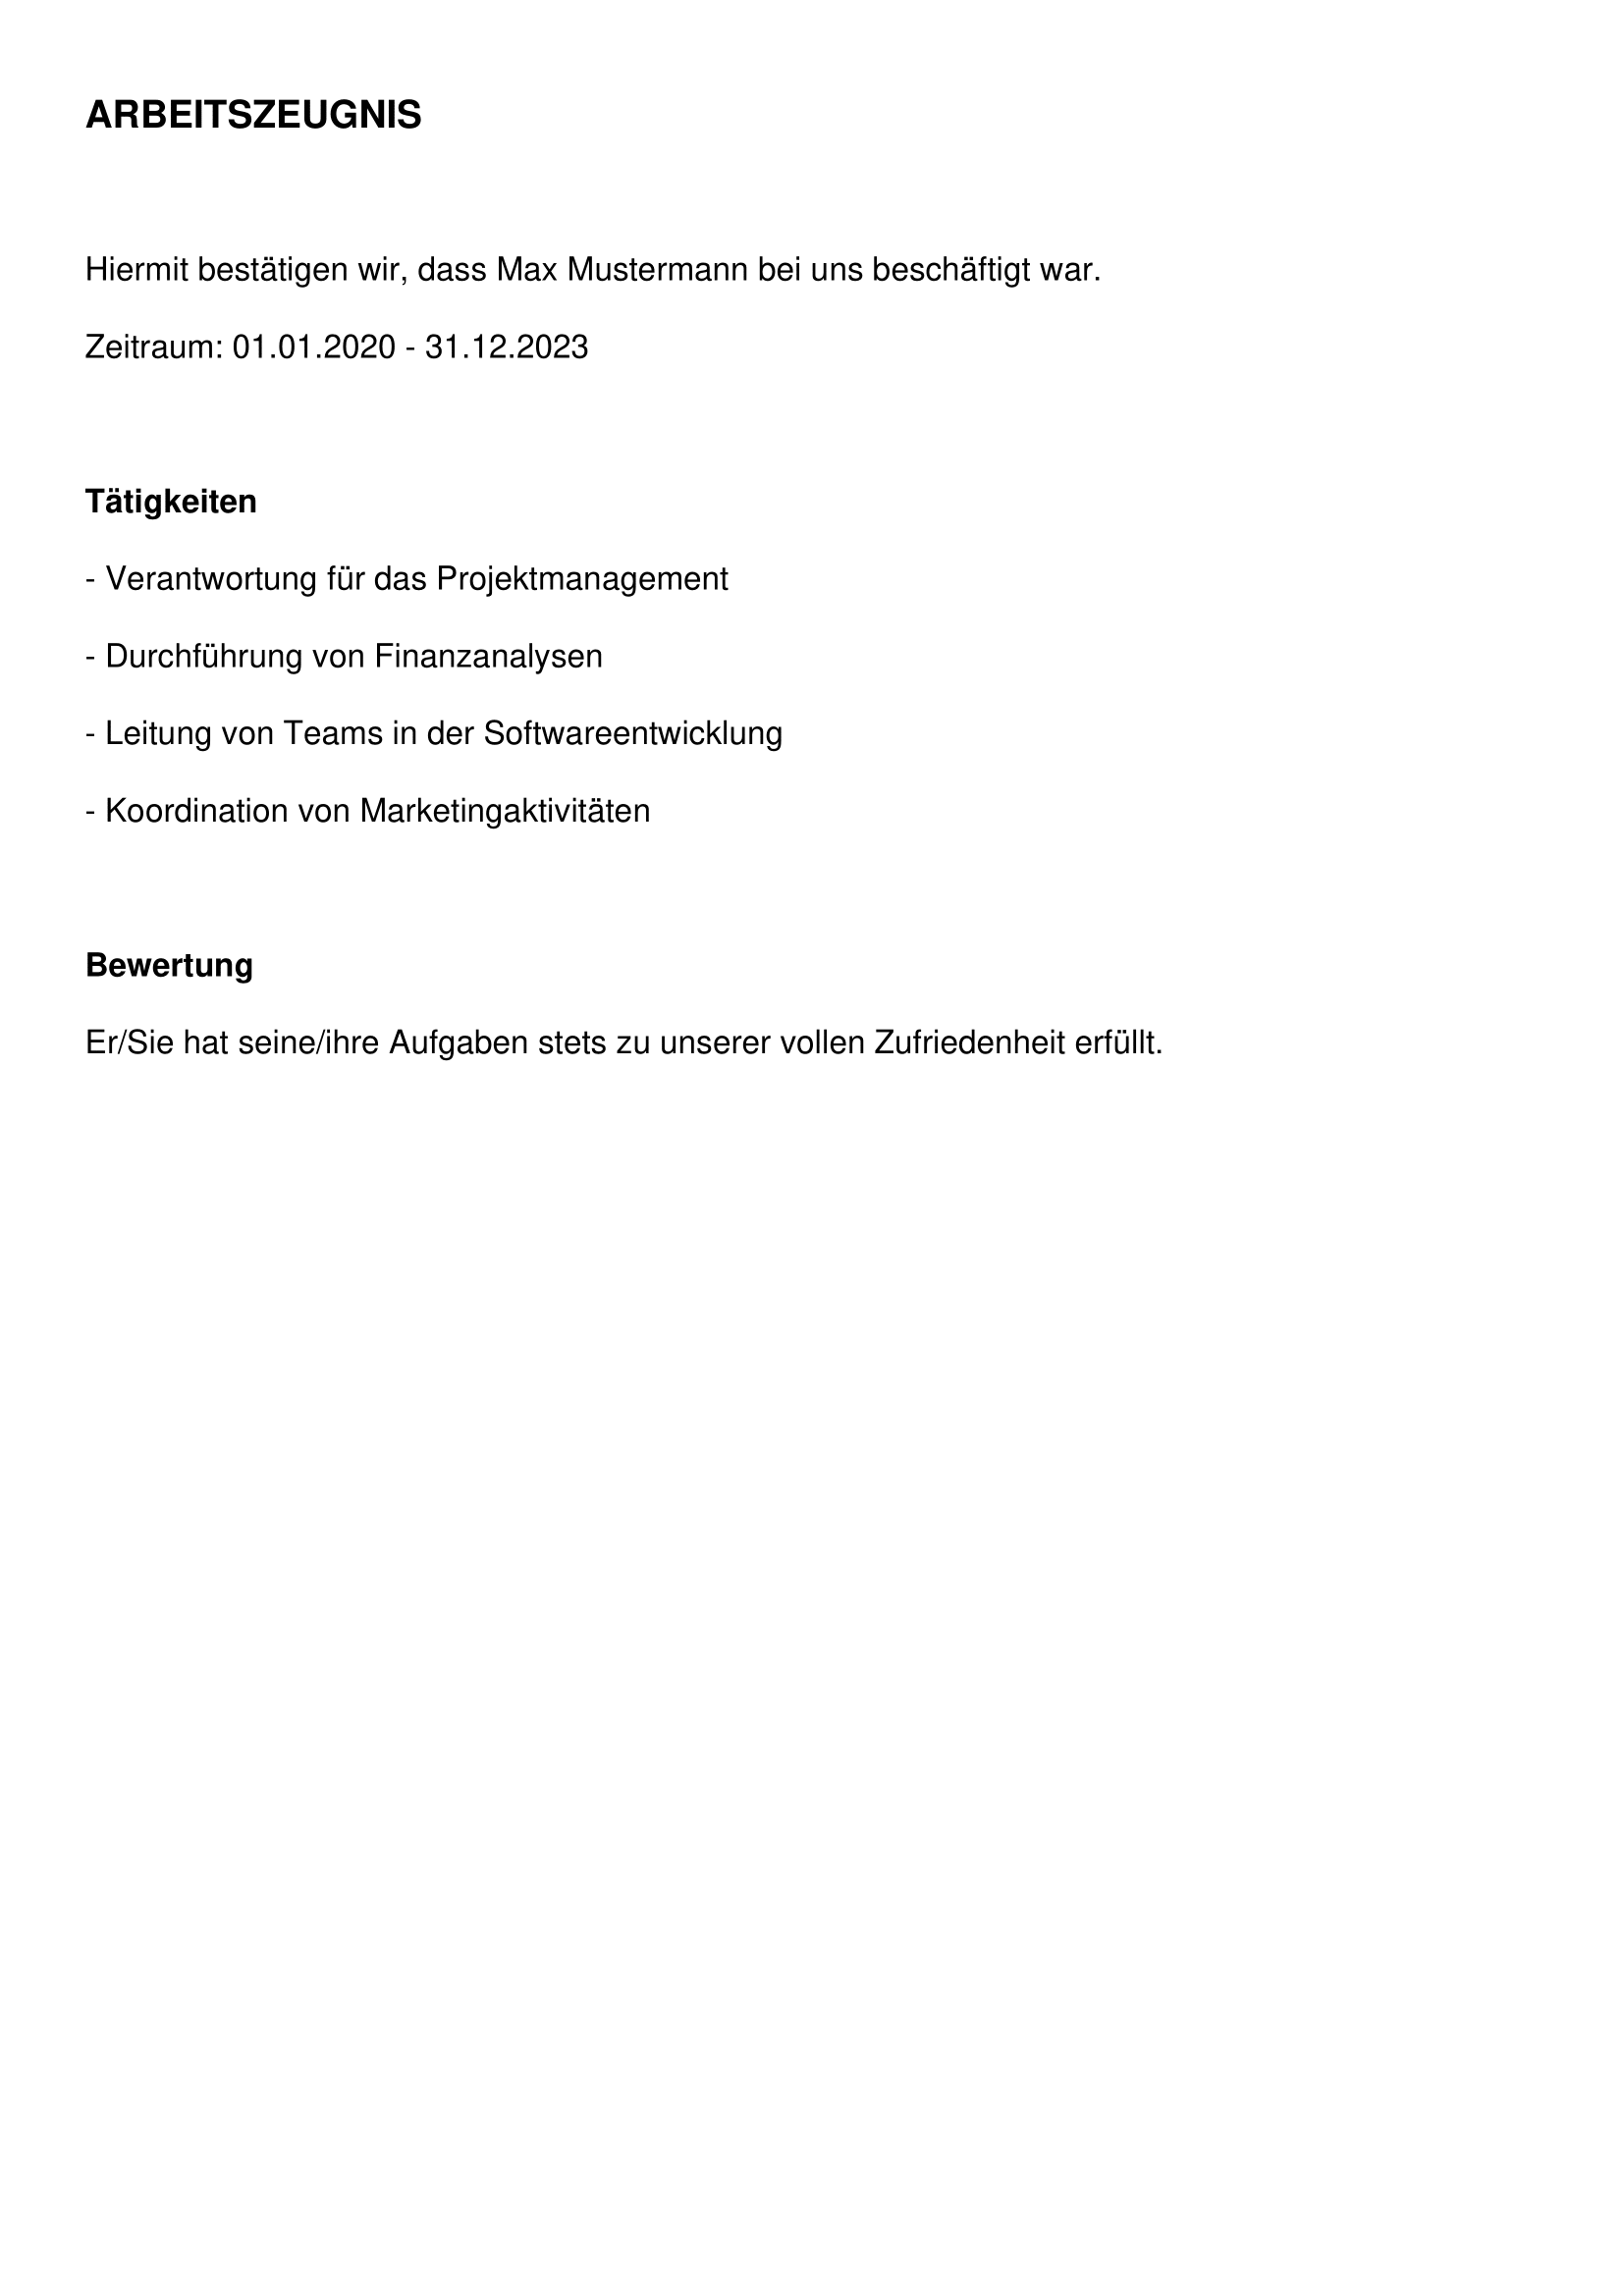 ARBEITSZEUGNIS
Hiermit bestätigen wir, dass Max Mustermann bei uns beschäftigt war.
Zeitraum: 01.01.2020 - 31.12.2023
Tätigkeiten
- Verantwortung für das Projektmanagement
- Durchführung von Finanzanalysen
- Leitung von Teams in der Softwareentwicklung
- Koordination von Marketingaktivitäten
Bewertung
Er/Sie hat seine/ihre Aufgaben stets zu unserer vollen Zufriedenheit erfüllt.